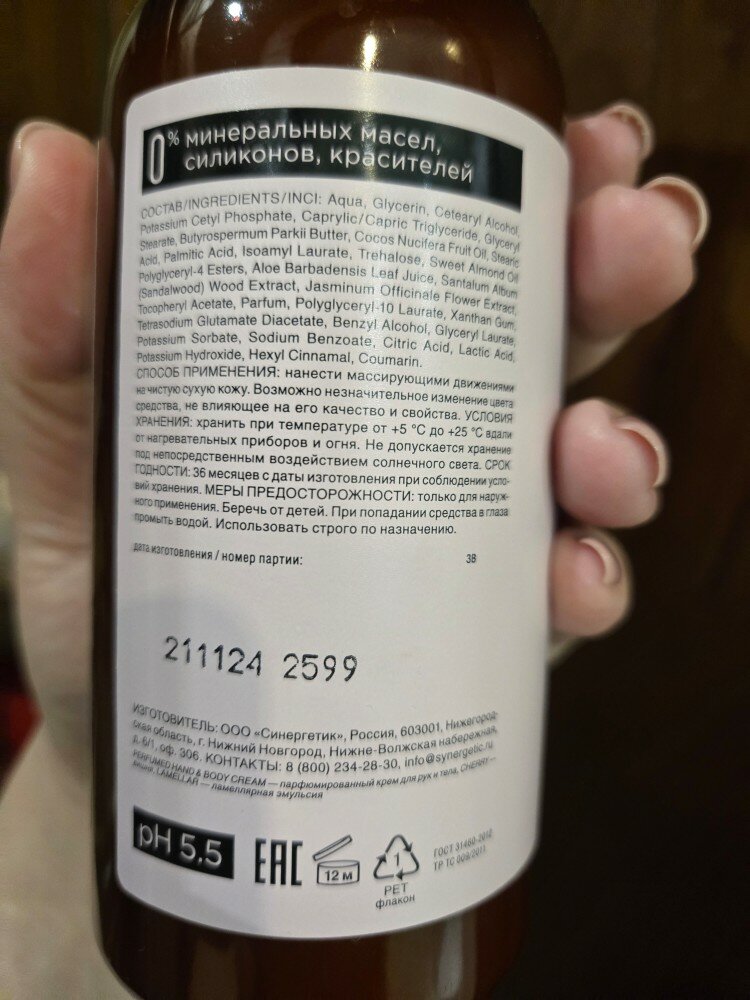 0% минеральных масел,
силиконов, красителей
СОСТАВ/INGREDIENTS/INCI: Aqua, Glycerin, Cetearyl Alcohol,
Potassium Cetyl Phosphate, Caprylic/Capric Triglyceride, Glyceryl
Stearate, Butyrospermum Parkii Butter, Cocos Nucifera Fruit Oil, Stearic
Acid, Palmitic Acid, Isoamyl Laurate, Trehalose, Sweet Almond Oil
Polyglyceryl-4 Esters, Aloe Barbadensis Leaf Juice, Santalum Album
(Sandalwood) Wood Extract, Jasminum Officinale Flower Extract,
Tocopheryl Acetate, Parfum, Polyglyceryl-10 Laurate, Xanthan Gum,
Tetrasodium Glutamate Diacetate, Benzyl Alcohol, Glyceryl Laurate,
Potassium Sorbate, Sodium Benzoate, Citric Acid, Lactic Acid,
Potassium Hydroxide, Hexyl Cinnamal, Coumarin.
СПОСОБ ПРИМЕНЕНИЯ: нанести массирующими движениями
на чистую сухую кожу. Возможно незначительное изменение цвета
средства, не влияющее на его качество и свойства. УСЛОВИЯ
ХРАНЕНИЯ: хранить при температуре от +5 °С до +25 °С вдали
от нагревательных приборов и огня. Не допускается хранение
под непосредственным воздействием солнечного света. СРОК
ГОДНОСТИ: 36 месяцев с даты изготовления при соблюдении усло-
вий хранения. МЕРЫ ПРЕДОСТОРОЖНОСТИ: только для наруж-
ного применения. Беречь от детей. При попадании средства в глаза
промыть водой. Использовать строго по назначению.
дата изготовления / номер партии: 38
211124 2599
ИЗГОТОВИТЕЛЬ: ООО «Синергетик», Россия, 603001, Нижегород-
ская область, г. Нижний Новгород, Нижне-Волжская набережная,
д. 6/1, оф. 306. КОНТАКТЫ: 8 (800) 234-28-30, info@synergetic.ru
PERFUMED HAND & BODY CREAM — парфюмированный крем для рук и тела, CHERRY —
вишня, LAMELLAR — ламеллярная эмульсия
pH 5,5
EAC
12 м
1
PET
флакон
ГОСТ 31460-2012
ТР ТС 009/2011